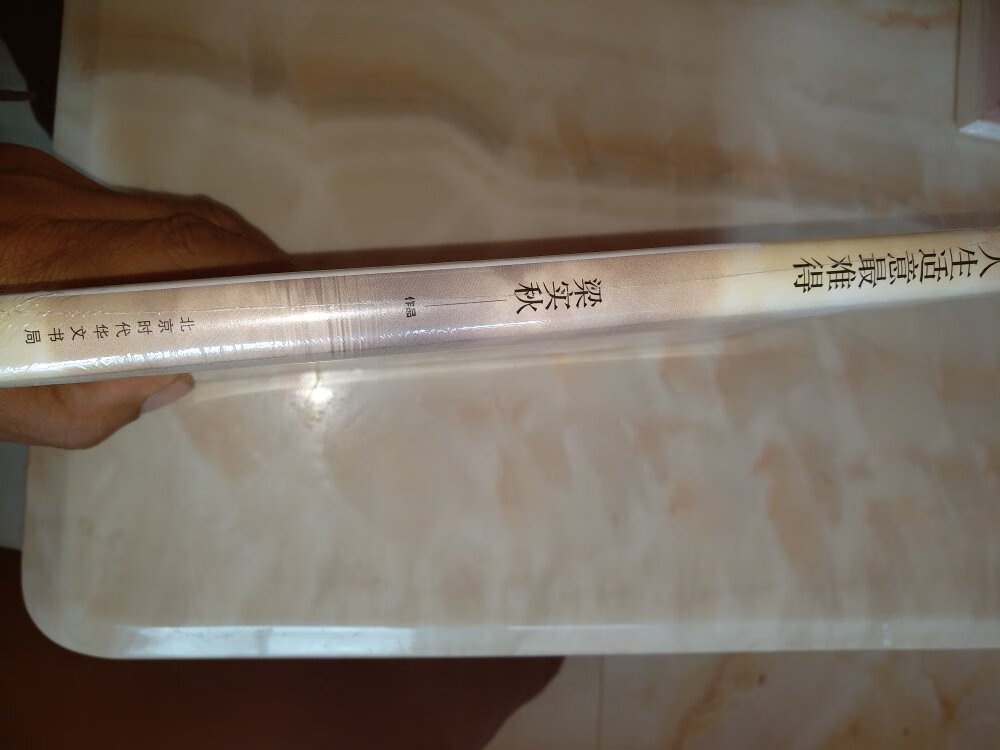 人生适意最难得
梁实秋
作品
北京时代华文书局